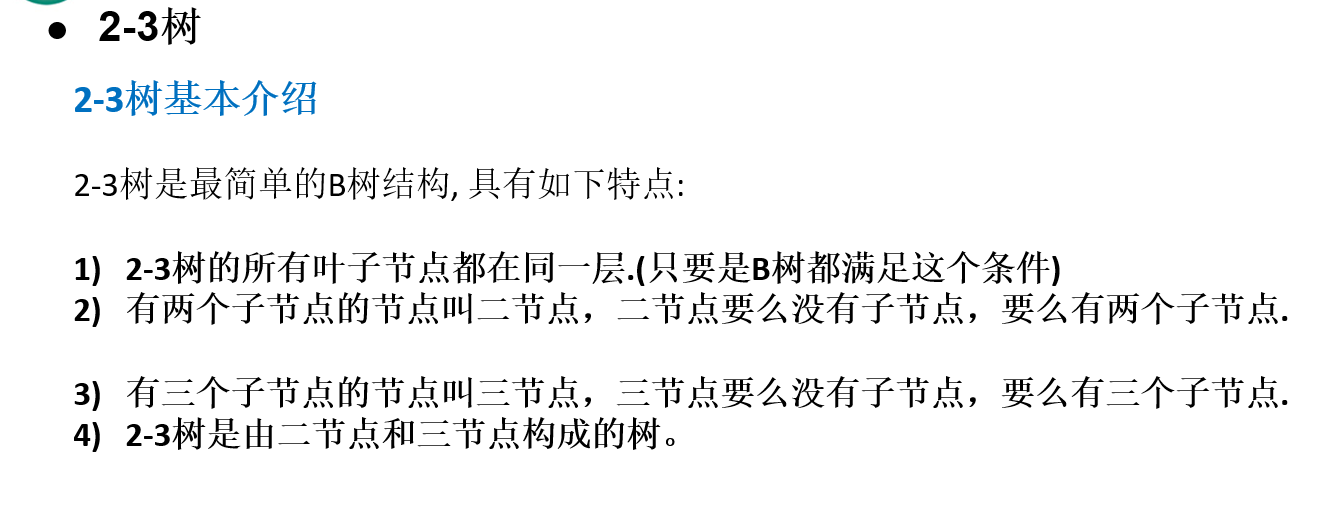 ● 2-3树
2-3树基本介绍
2-3树是最简单的B树结构, 具有如下特点:
1) 2-3树的所有叶子节点都在同一层.(只要是B树都满足这个条件)
2) 有两个子节点的节点叫二节点，二节点要么没有子节点，要么有两个子节点.
3) 有三个子节点的节点叫三节点，三节点要么没有子节点，要么有三个子节点.
4) 2-3树是由二节点和三节点构成的树。